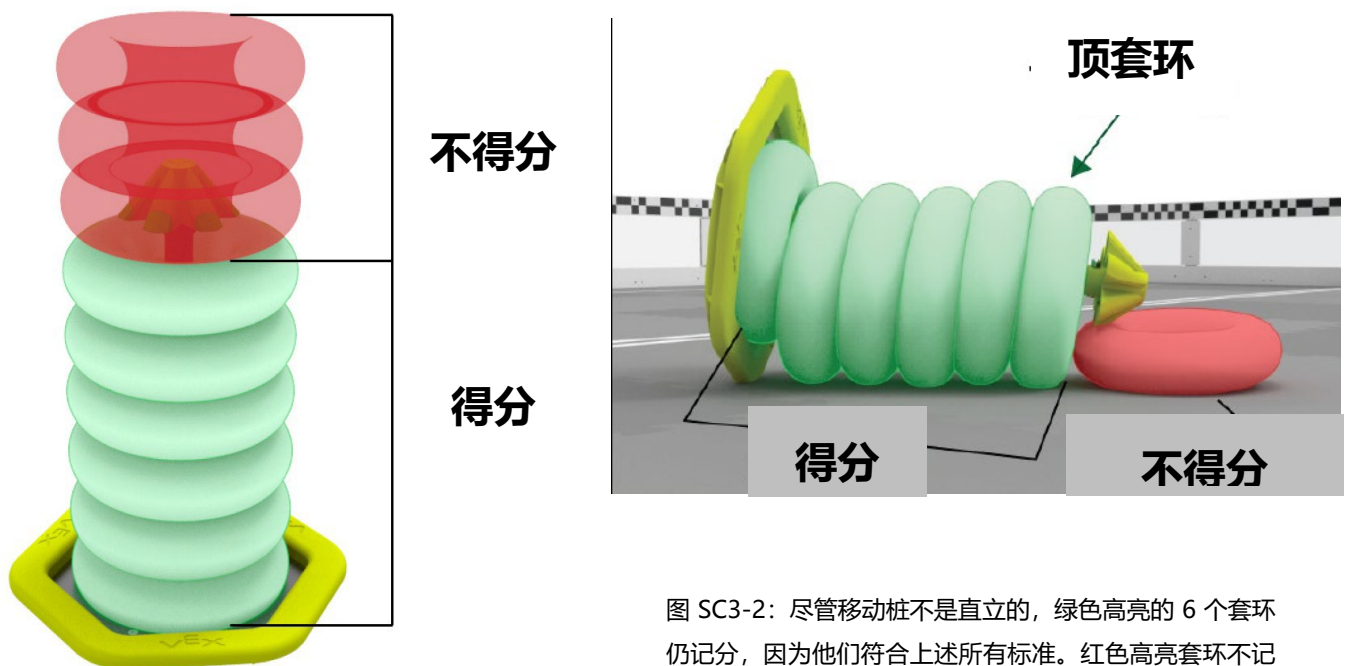 不得分
得分
顶套环
得分
不得分
VEX
图 SC3-2：尽管移动桩不是直立的，绿色高亮的 6 个套环
仍记分，因为他们符合上述所有标准。红色高亮套环不记